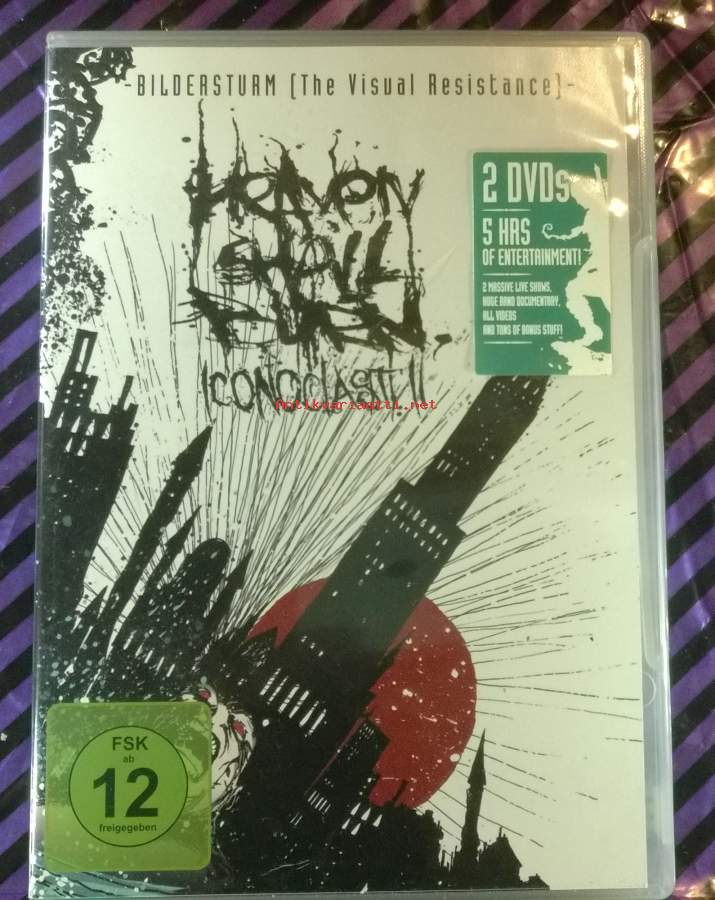 -BILDERSTURM [The Visual Resistance]-
HEAVEN
SHALL
BURN
ICONOCLAST II
Antikvariaatti.net
2 DVDs
5 HRS
OF ENTERTAINMENT!
2 MASSIVE LIVE SHOWS,
HUGE BAND DOCUMENTARY,
ALL VIDEOS
AND TONS OF BONUS STUFF!
FSK
ab
12
freigegeben